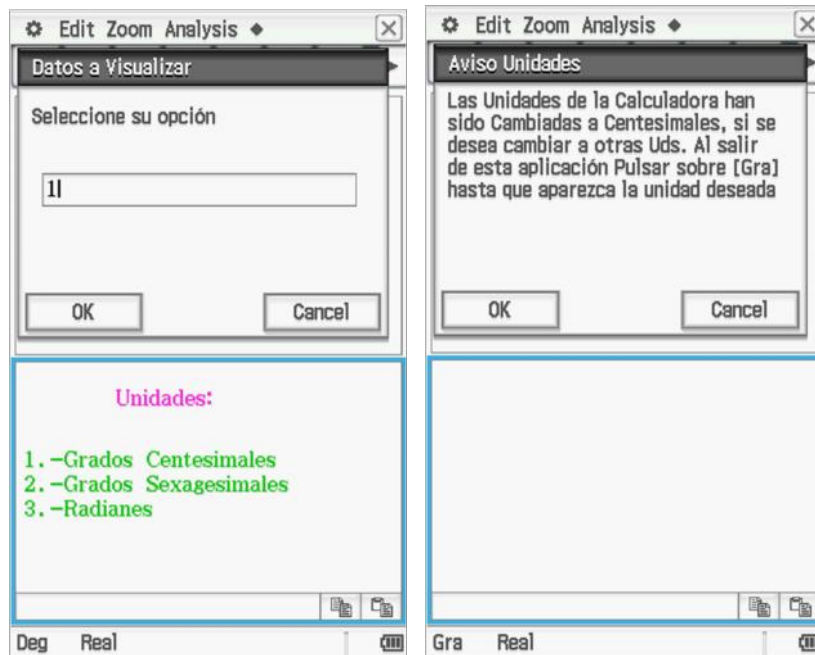 Edit Zoom Analysis
Datos a Visualizar
Seleccione su opción
1
OK Cancel
Unidades:
1.-Grados Centesimales
2.-Grados Sexagesimales
3.-Radianes
Deg Real
Edit Zoom Analysis
Aviso Unidades
Las Unidades de la Calculadora han
sido Cambiadas a Centesimales, si se
desea cambiar a otras Uds. Al salir
de esta aplicación Pulsar sobre [Gra]
hasta que aparezca la unidad deseada
OK Cancel
Gra Real